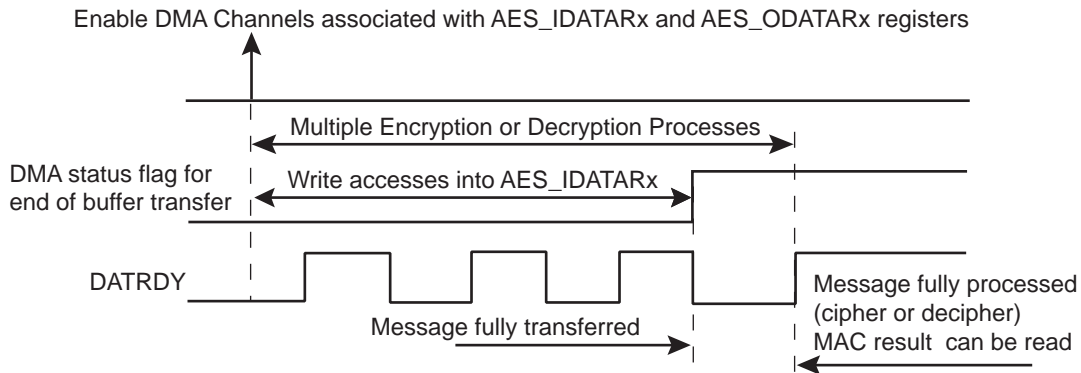 Enable DMA Channels associated with AES_IDATARx and AES_ODATARx registers
Multiple Encryption or Decryption Processes
DMA status flag for
end of buffer transfer
Write accesses into AES_IDATARx
DATRDY
Message fully transferred
Message fully processed
(cipher or decipher)
MAC result can be read